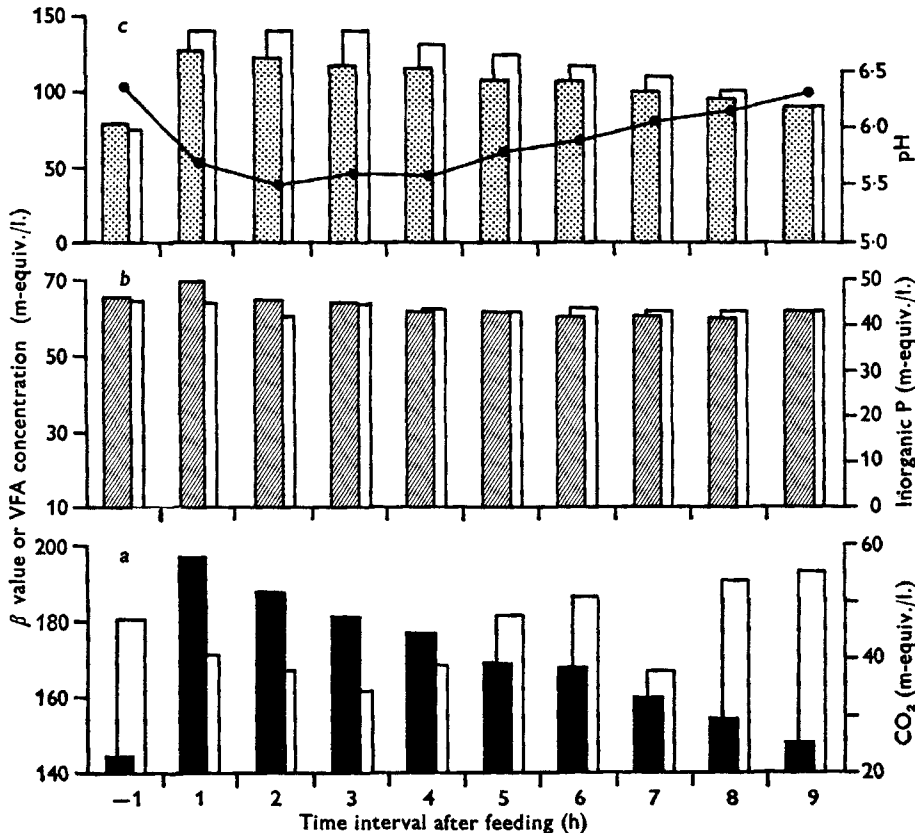 c
150
100
50
0
6·5
6·0
5·5
5·0
pH
b
70
50
30
10
50
40
30
20
10
0
Inorganic P (m-equiv./l.)
β value or VFA concentration (m-equiv./l.)
a
200
180
160
140
60
40
20
CO₂ (m-equiv./l.)
−1 1 2 3 4 5 6 7 8 9
Time interval after feeding (h)